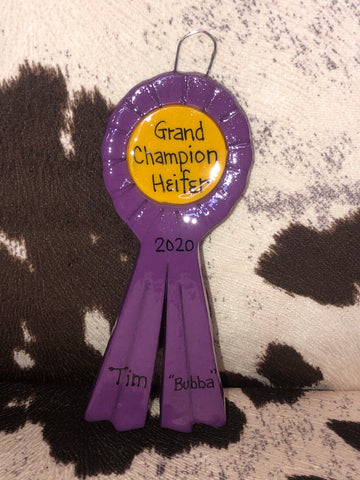 Grand
Champion
Heifer
2020
Tim "Bubba"